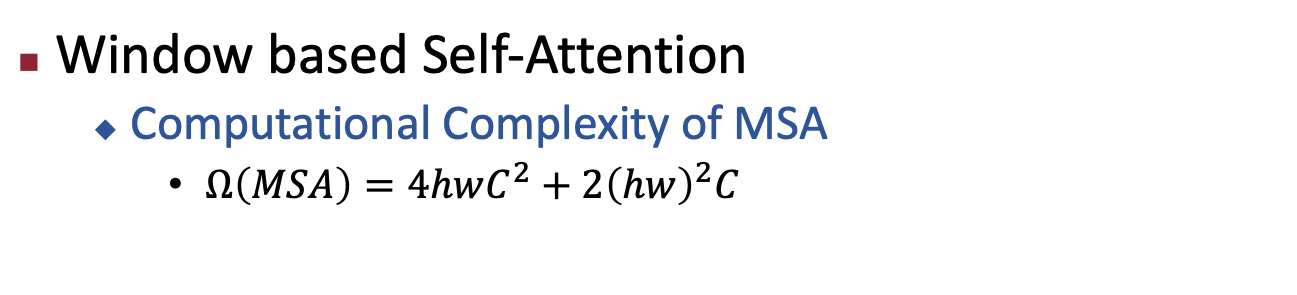 ▪ Window based Self-Attention
◆ Computational Complexity of MSA
• Ω(MSA) = 4hwC² + 2(hw)²C